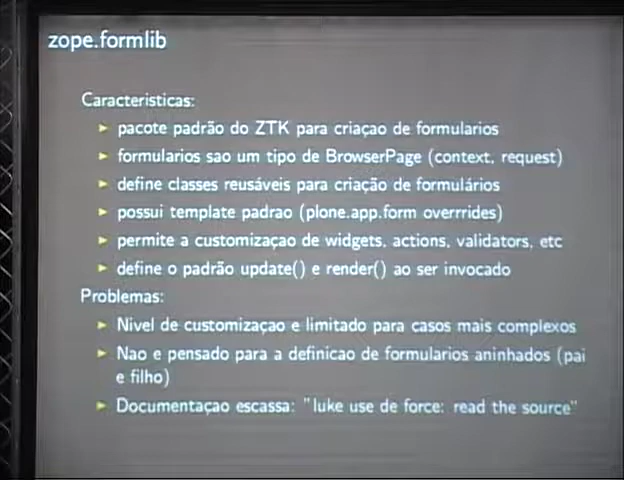 zope.formlib
Caracteristicas:
pacote padrão do ZTK para criaçao de formularios
formularios sao um tipo de BrowserPage (context, request)
define classes reusáveis para criação de formulários
possui template padrao (plone.app.form overrrides)
permite a customizaçao de widgets, actions, validators, etc
define o padrão update() e render() ao ser invocado
Problemas:
Nivel de customização e limitado para casos mais complexos
Nao e pensado para a definicao de formularios aninhados (pai
e filho)
Documentaçao escassa: "luke use de force: read the source"